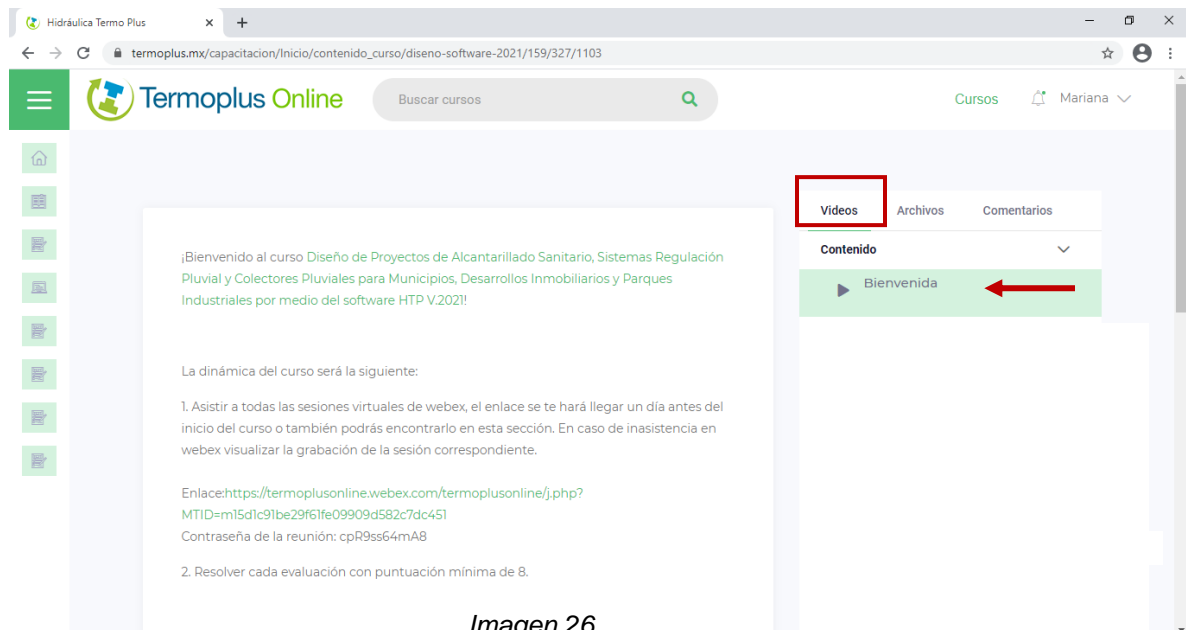 Hidráulica Termo Plus
termoplus.mx/capacitacion/Inicio/contenido_curso/diseno-software-2021/159/327/1103
Termoplus Online
Buscar cursos
Cursos
Mariana
Videos Archivos Comentarios
Contenido
Bienvenida
¡Bienvenido al curso Diseño de Proyectos de Alcantarillado Sanitario, Sistemas Regulación
Pluvial y Colectores Pluviales para Municipios, Desarrollos Inmobiliarios y Parques
Industriales por medio del software HTP V.2021!
La dinámica del curso será la siguiente:
1. Asistir a todas las sesiones virtuales de webex, el enlace se te hará llegar un día antes del
inicio del curso o también podrás encontrarlo en esta sección. En caso de inasistencia en
webex visualizar la grabación de la sesión correspondiente.
Enlace:https://termoplusonline.webex.com/termoplusonline/j.php?
MTID=m15d1c91be29f61fe09909d582c7dc451
Contraseña de la reunión: cpR9ss64mA8
2. Resolver cada evaluación con puntuación mínima de 8.
Imagen 26